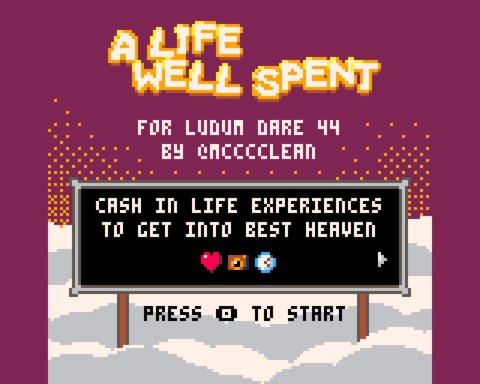 A LIFE
WELL SPENT
FOR LUDUM DARE 44
BY @MCCCCLEAN
CASH IN LIFE EXPERIENCES
TO GET INTO BEST HEAVEN
PRESS 🅾 TO START